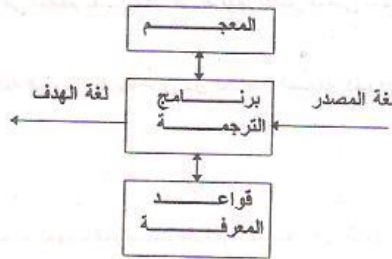 المعجم
لغة المصدر
برنامج
الترجمة
لغة الهدف
قواعد
المعرفة